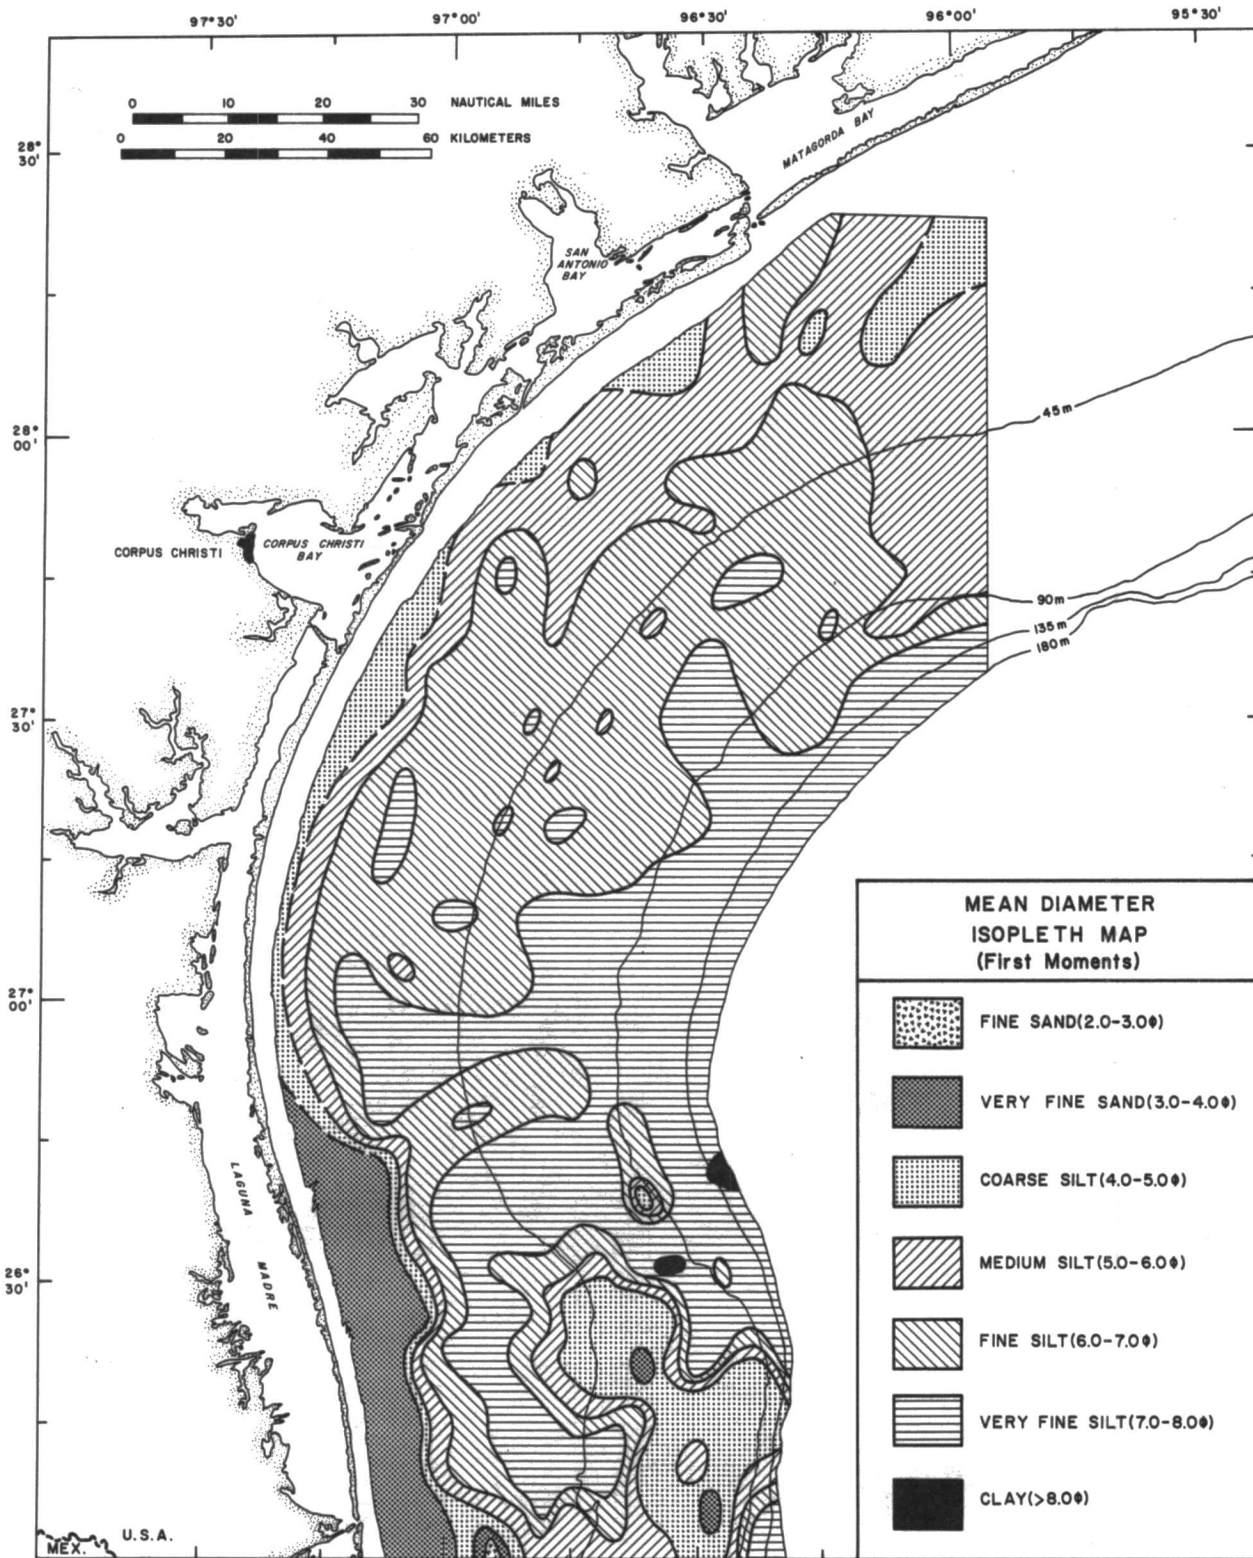 97°30'
97°00'
96°30'
96°00'
95°30'
0 10 20 30 NAUTICAL MILES
0 20 40 60 KILOMETERS
28°
30'
MATAGORDA BAY
SAN
ANTONIO
BAY
28°
00'
45m
CORPUS CHRISTI
CORPUS CHRISTI
BAY
90m
135m
180m
27°
30'
27°
00'
LAGUNA MADRE
26°
30'
U.S.A.
MEX.
MEAN DIAMETER
ISOPLETH MAP
(First Moments)
FINE SAND(2.0-3.0ϕ)
VERY FINE SAND(3.0-4.0ϕ)
COARSE SILT(4.0-5.0ϕ)
MEDIUM SILT(5.0-6.0ϕ)
FINE SILT(6.0-7.0ϕ)
VERY FINE SILT(7.0-8.0ϕ)
CLAY(>8.0ϕ)